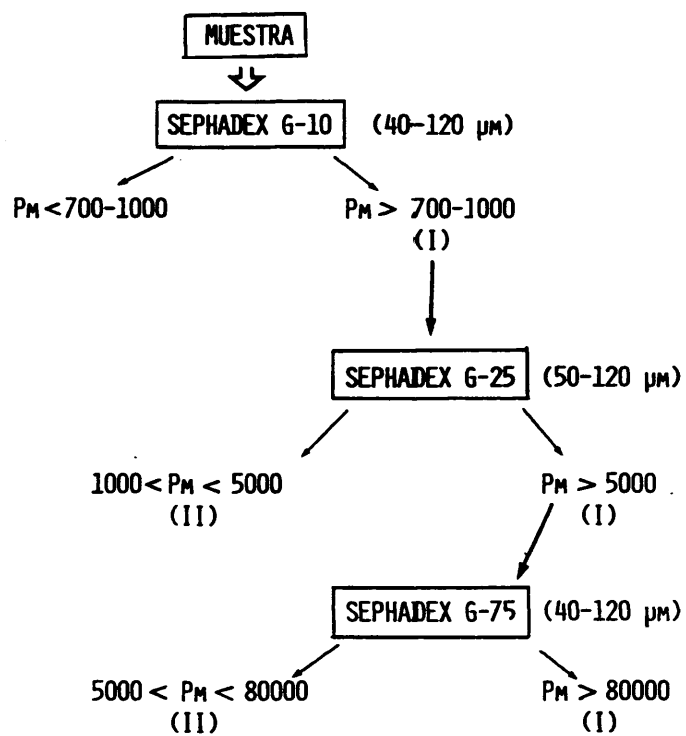 MUESTRA
SEPHADEX G-10 (40-120 µM)
PM < 700-1000 PM > 700-1000
(I)
SEPHADEX G-25 (50-120 µM)
1000 < PM < 5000 PM > 5000
(II) (I)
SEPHADEX G-75 (40-120 µM)
5000 < PM < 80000 PM > 80000
(II) (I)